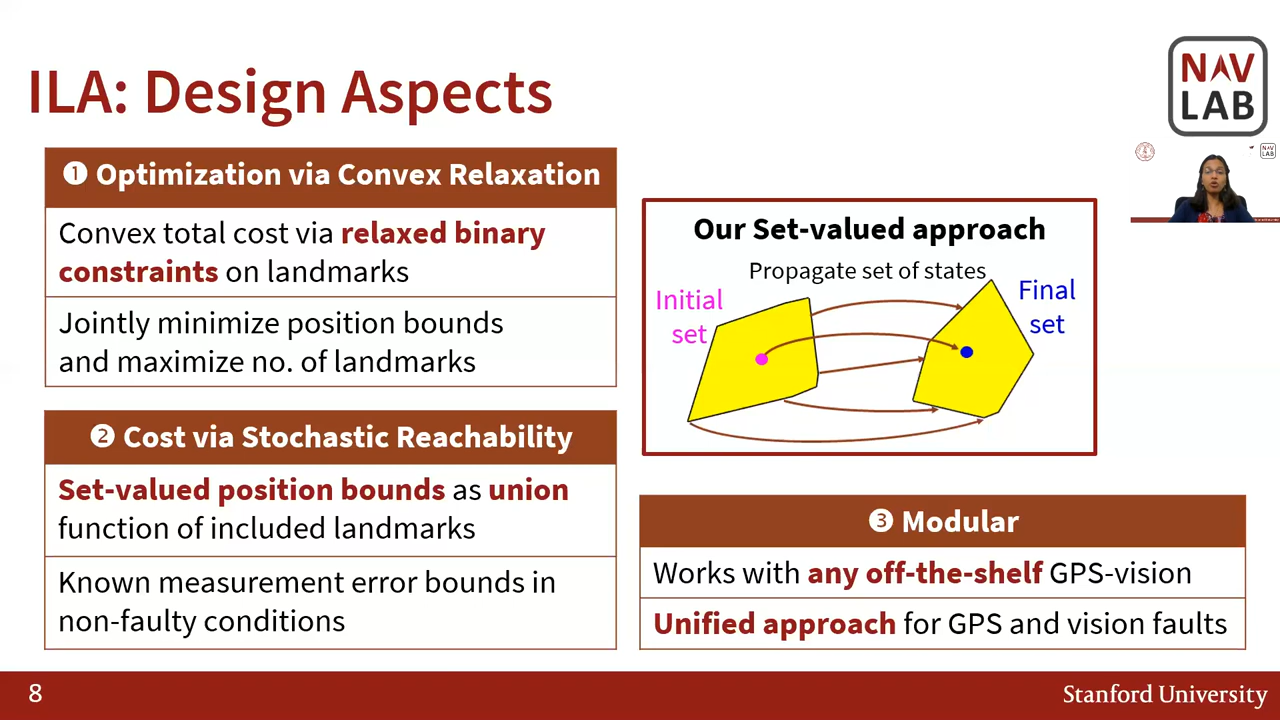 ILA: Design Aspects
NAV
LAB
❶ Optimization via Convex Relaxation
Convex total cost via relaxed binary
constraints on landmarks
Jointly minimize position bounds
and maximize no. of landmarks
❷ Cost via Stochastic Reachability
Set-valued position bounds as union
function of included landmarks
Known measurement error bounds in
non-faulty conditions
Our Set-valued approach
Propagate set of states
Initial
set
Final
set
❸ Modular
Works with any off-the-shelf GPS-vision
Unified approach for GPS and vision faults
NAV
LAB
8
Stanford University